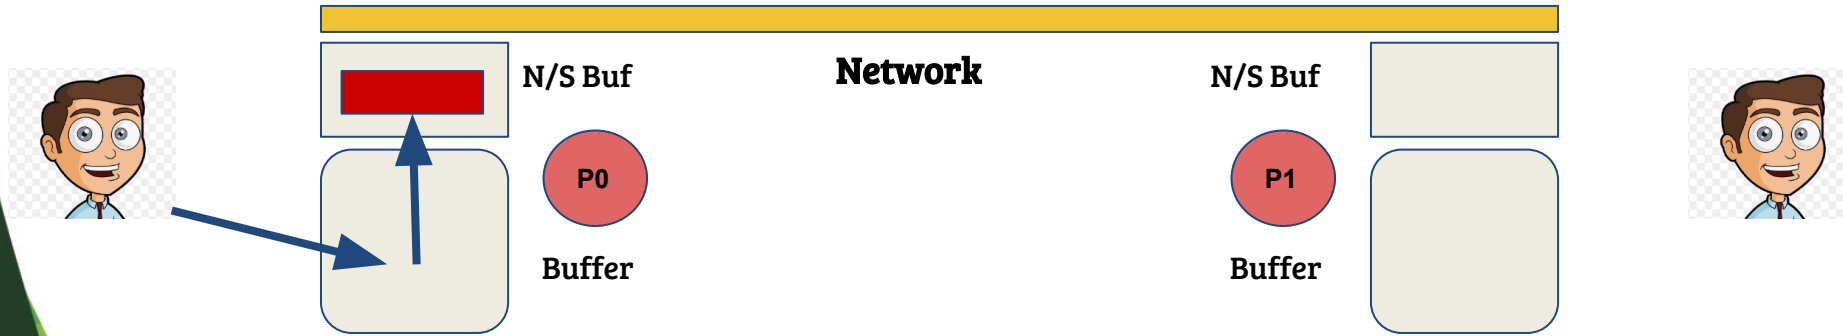 N/S Buf
Network
N/S Buf
P0
P1
Buffer
Buffer